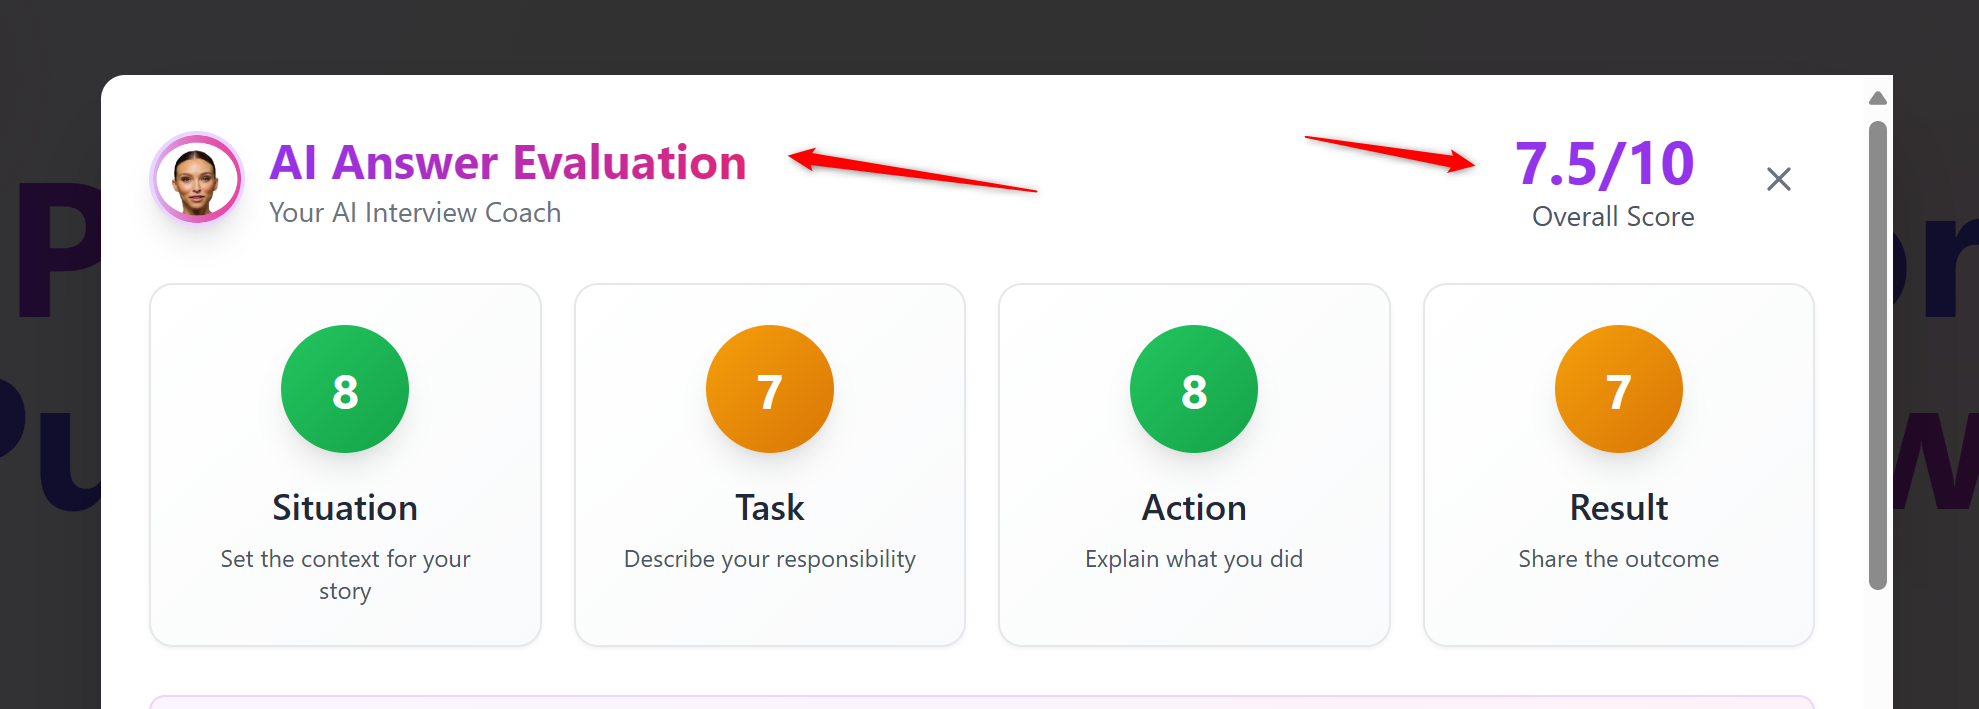 AI Answer Evaluation
Your AI Interview Coach
7.5/10
Overall Score
8
Situation
Set the context for your
story
7
Task
Describe your responsibility
8
Action
Explain what you did
7
Result
Share the outcome